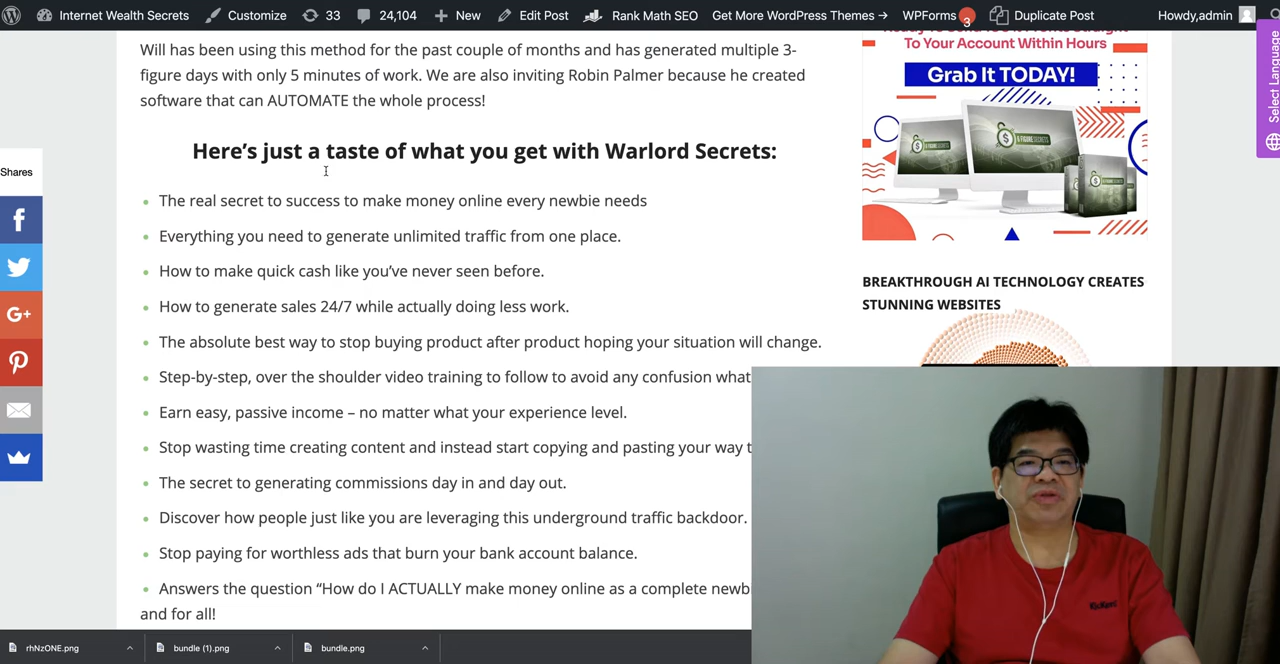 Internet Wealth Secrets Customize 33 24,104 New Edit Post Rank Math SEO Get More WordPress Themes → WPForms 3 Duplicate Post Howdy,admin
Will has been using this method for the past couple of months and has generated multiple 3-
figure days with only 5 minutes of work. We are also inviting Robin Palmer because he created
software that can AUTOMATE the whole process!
Here’s just a taste of what you get with Warlord Secrets:
• The real secret to success to make money online every newbie needs
• Everything you need to generate unlimited traffic from one place.
• How to make quick cash like you’ve never seen before.
• How to generate sales 24/7 while actually doing less work.
• The absolute best way to stop buying product after product hoping your situation will change.
• Step-by-step, over the shoulder video training to follow to avoid any confusion what
• Earn easy, passive income – no matter what your experience level.
• Stop wasting time creating content and instead start copying and pasting your way
• The secret to generating commissions day in and day out.
• Discover how people just like you are leveraging this underground traffic backdoor.
• Stop paying for worthless ads that burn your bank account balance.
• Answers the question “How do I ACTUALLY make money online as a complete newb
and for all!
Shares
f
G+
To Your Account Within Hours
Grab It TODAY!
BREAKTHROUGH AI TECHNOLOGY CREATES
STUNNING WEBSITES
Select Language
rhNzONE.png
bundle (1).png
bundle.png